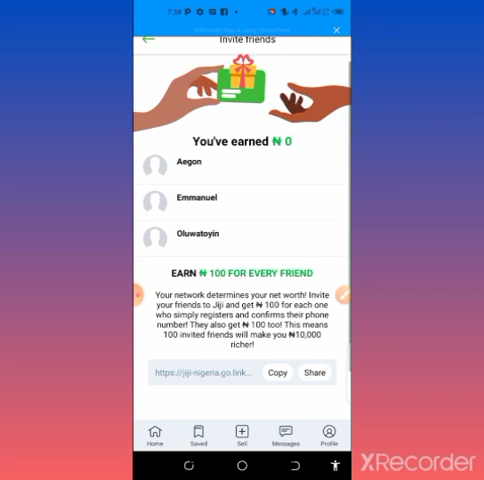 7:28
Invite friends
You've earned ₦ 0
Aegon
Emmanuel
Oluwatoyin
EARN ₦ 100 FOR EVERY FRIEND
Your network determines your net worth! Invite
your friends to Jiji and get ₦ 100 for each one
who simply registers and confirms their phone
number! They also get ₦ 100 too! This means
100 invited friends will make you ₦10,000
richer!
https://jiji-nigeria.go.link...
Copy
Share
Home
Saved
Sell
Messages
Profile
XRecorder